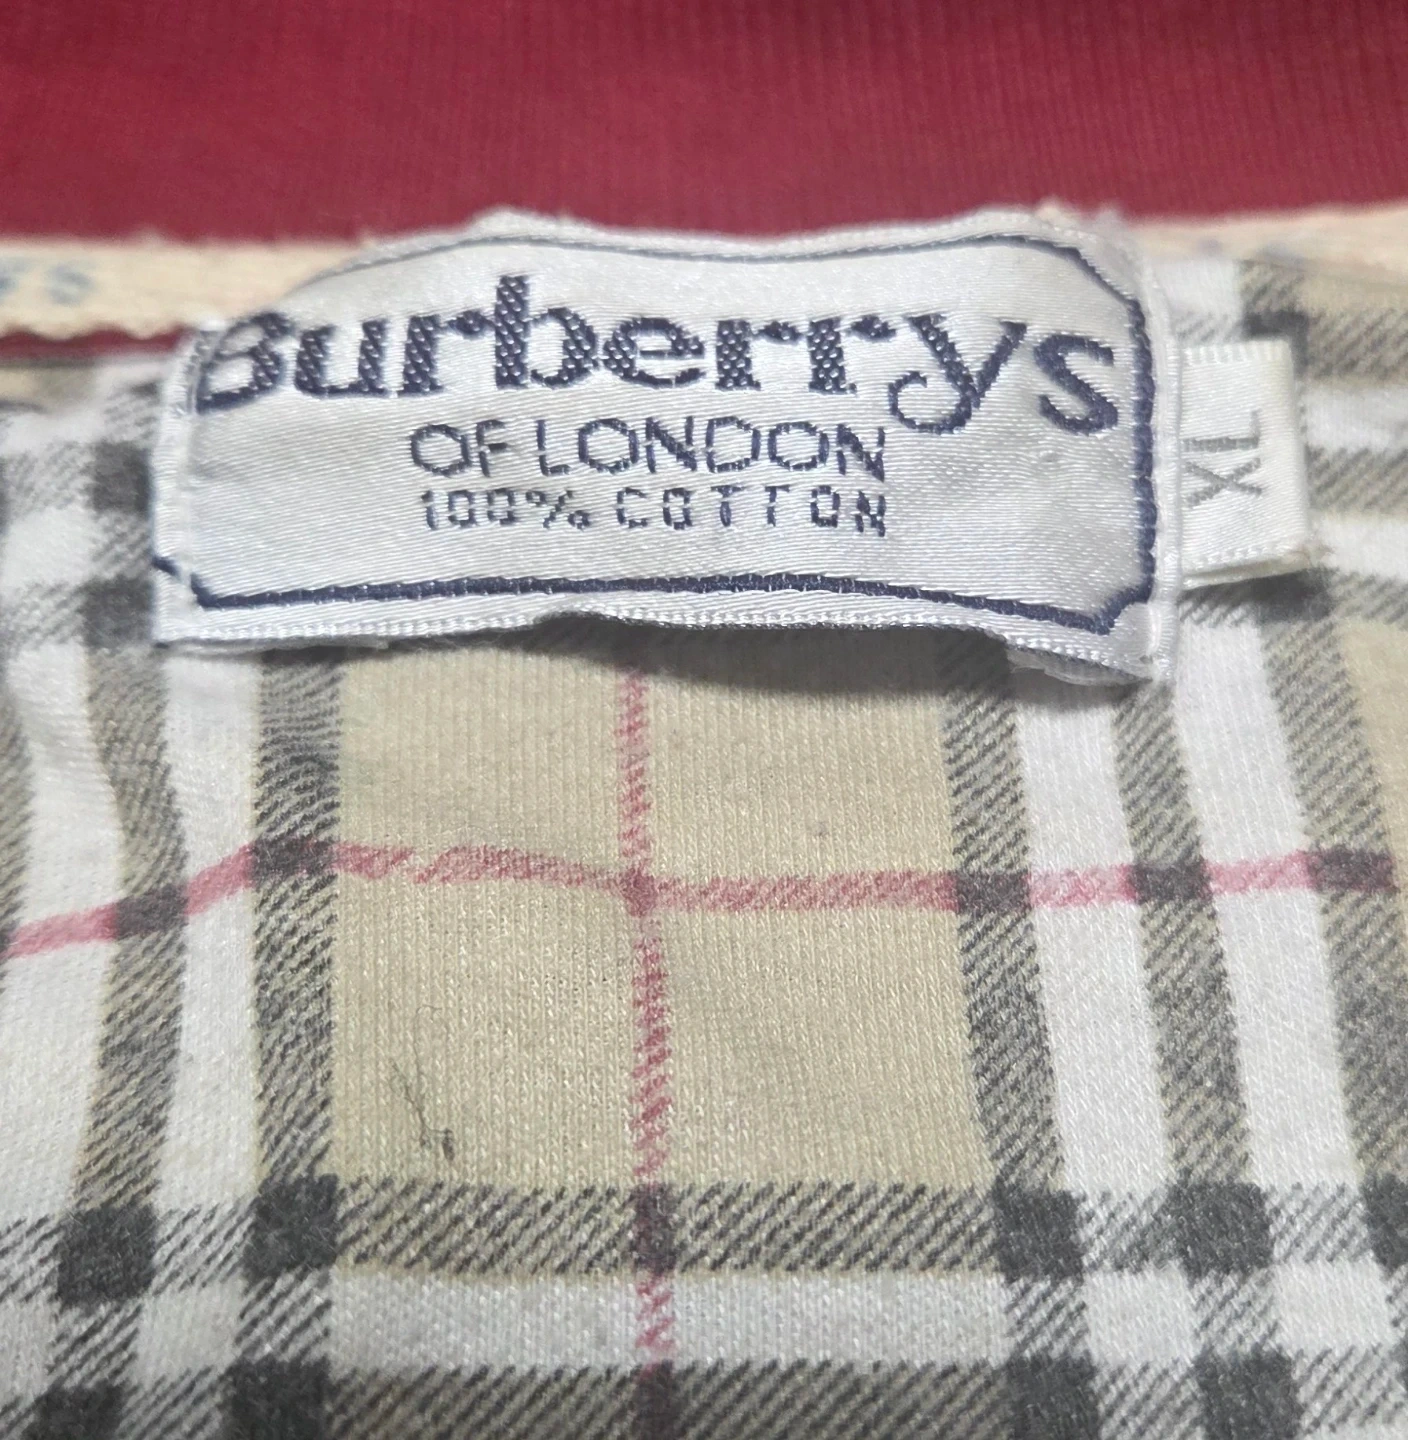 Burberrys
OF LONDON
100% COTTON
XL